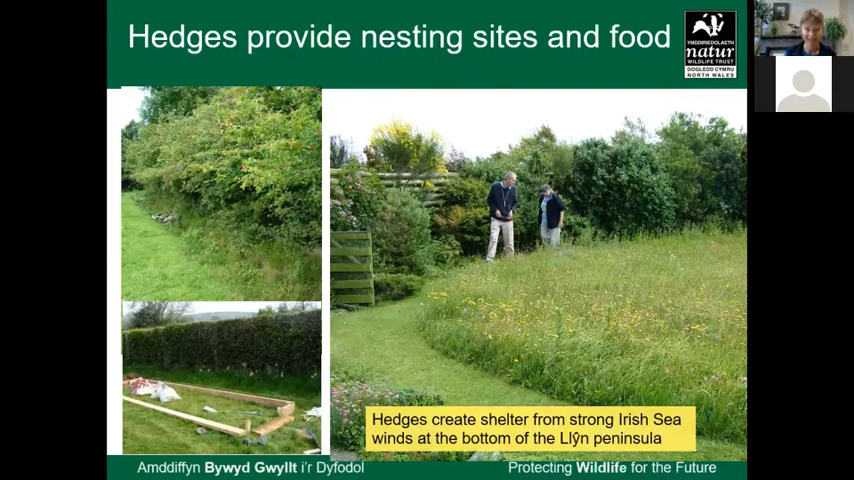 Hedges provide nesting sites and food
YMDDIRIEDOLAETH
natur
WILDLIFE TRUST
GOGLEDD CYMRU
NORTH WALES
Hedges create shelter from strong Irish Sea
winds at the bottom of the Llŷn peninsula
Amddiffyn Bywyd Gwyllt i'r Dyfodol
Protecting Wildlife for the Future